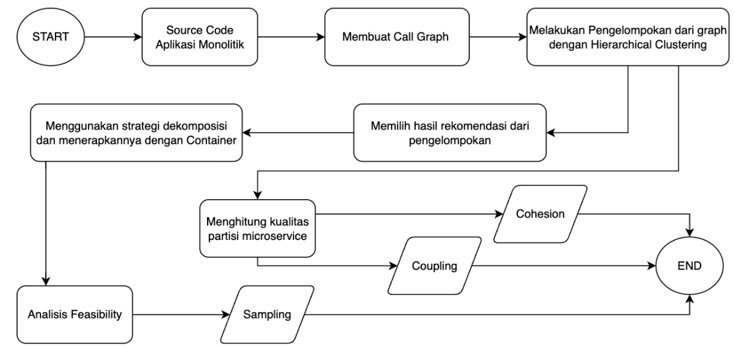 START
Source Code
Aplikasi Monolitik
Membuat Call Graph
Melakukan Pengelompokan dari graph
dengan Hierarchical Clustering
Menggunakan strategi dekomposisi
dan menerapkannya dengan Container
Memilih hasil rekomendasi dari
pengelompokan
Menghitung kualitas
partisi microservice
Cohesion
Coupling
END
Analisis Feasibility
Sampling